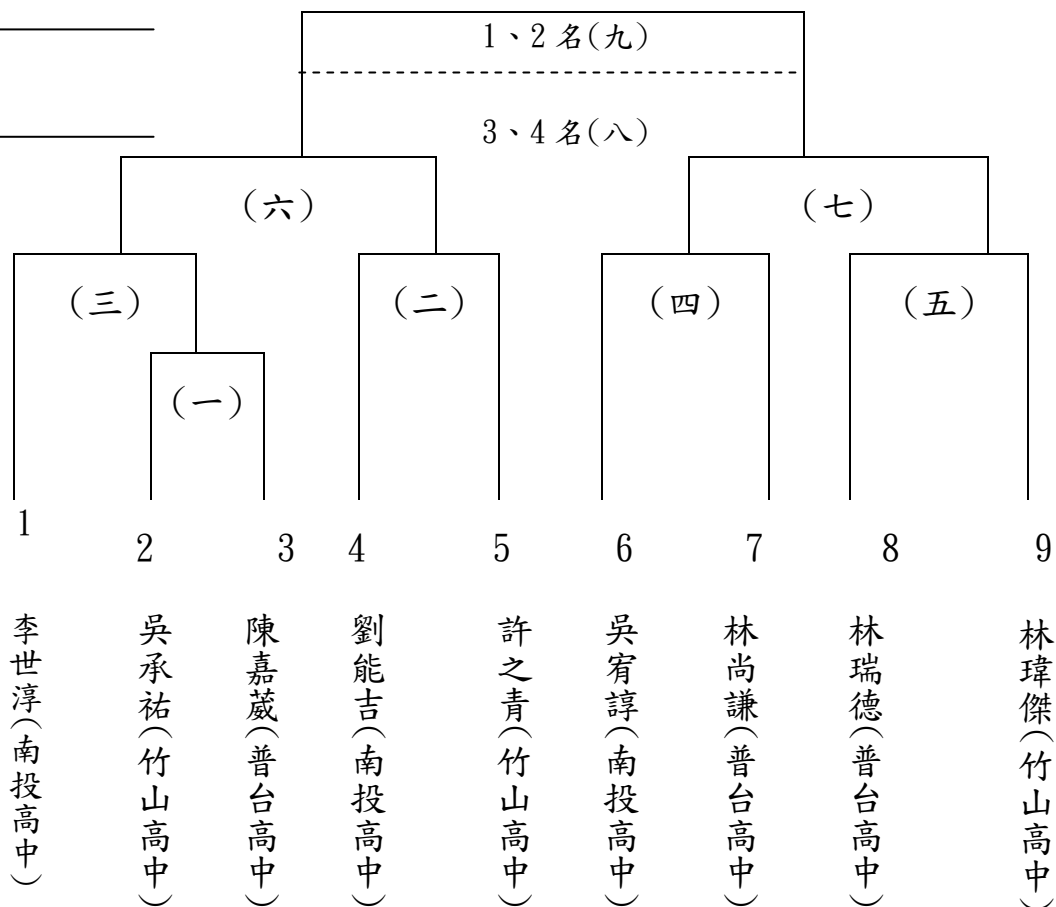 1、2 名(九)
3、4 名(八)
(六)
(七)
(三)
(二)
(四)
(五)
(一)
1
2
3
4
5
6
7
8
9
李世淳(南投高中)
吳承祐(竹山高中)
陳嘉葳(普台高中)
劉能吉(南投高中)
許之青(竹山高中)
吳宥諄(南投高中)
林尚謙(普台高中)
林瑞德(普台高中)
林瑋傑(竹山高中)